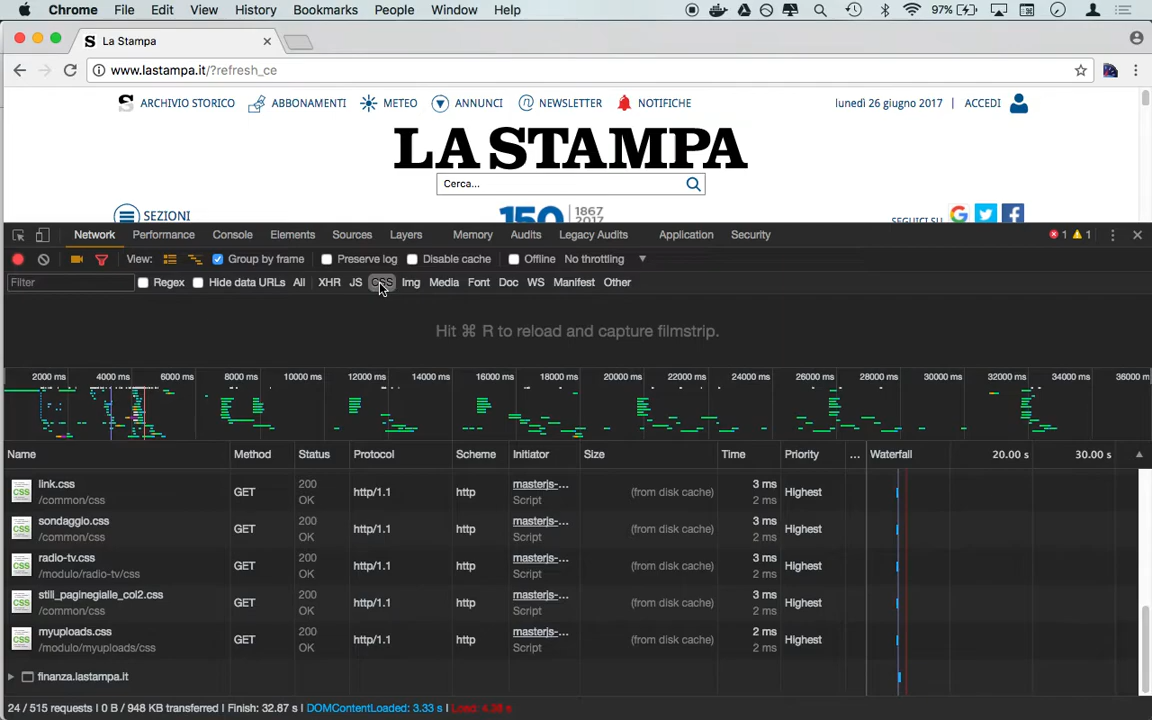 Chrome File Edit View History Bookmarks People Window Help 97%
La Stampa
www.lastampa.it/?refresh_ce
ARCHIVIO STORICO ABBONAMENTI METEO ANNUNCI NEWSLETTER NOTIFICHE lunedì 26 giugno 2017 | ACCEDI
LA STAMPA
Cerca...
SEZIONI 150 1867 2017 SEGUICI SU
Network Performance Console Elements Sources Layers Memory Audits Legacy Audits Application Security 1 1
View: Group by frame Preserve log Disable cache Offline No throttling
Filter Regex Hide data URLs All XHR JS CSS Img Media Font Doc WS Manifest Other
Hit ⌘ R to reload and capture filmstrip.
2000 ms 4000 ms 6000 ms 8000 ms 10000 ms 12000 ms 14000 ms 16000 ms 18000 ms 20000 ms 22000 ms 24000 ms 26000 ms 28000 ms 30000 ms 32000 ms 34000 ms 36000 m
Name Method Status Protocol Scheme Initiator Size Time Priority ... Waterfall 20.00 s 30.00 s
link.css GET 200 http/1.1 http masterjs-... (from disk cache) 3 ms Highest
/common/css OK Script 2 ms
sondaggio.css GET 200 http/1.1 http masterjs-... (from disk cache) 3 ms Highest
/common/css OK Script 2 ms
radio-tv.css GET 200 http/1.1 http masterjs-... (from disk cache) 3 ms Highest
/modulo/radio-tv/css OK Script 2 ms
still_paginegialle_col2.css GET 200 http/1.1 http masterjs-... (from disk cache) 3 ms Highest
/common/css OK Script 2 ms
myuploads.css GET 200 http/1.1 http masterjs-... (from disk cache) 2 ms Highest
/modulo/myuploads/css OK Script 2 ms
finanza.lastampa.it
24 / 515 requests | 0 B / 948 KB transferred | Finish: 32.87 s | DOMContentLoaded: 3.33 s | Load: 4.38 s